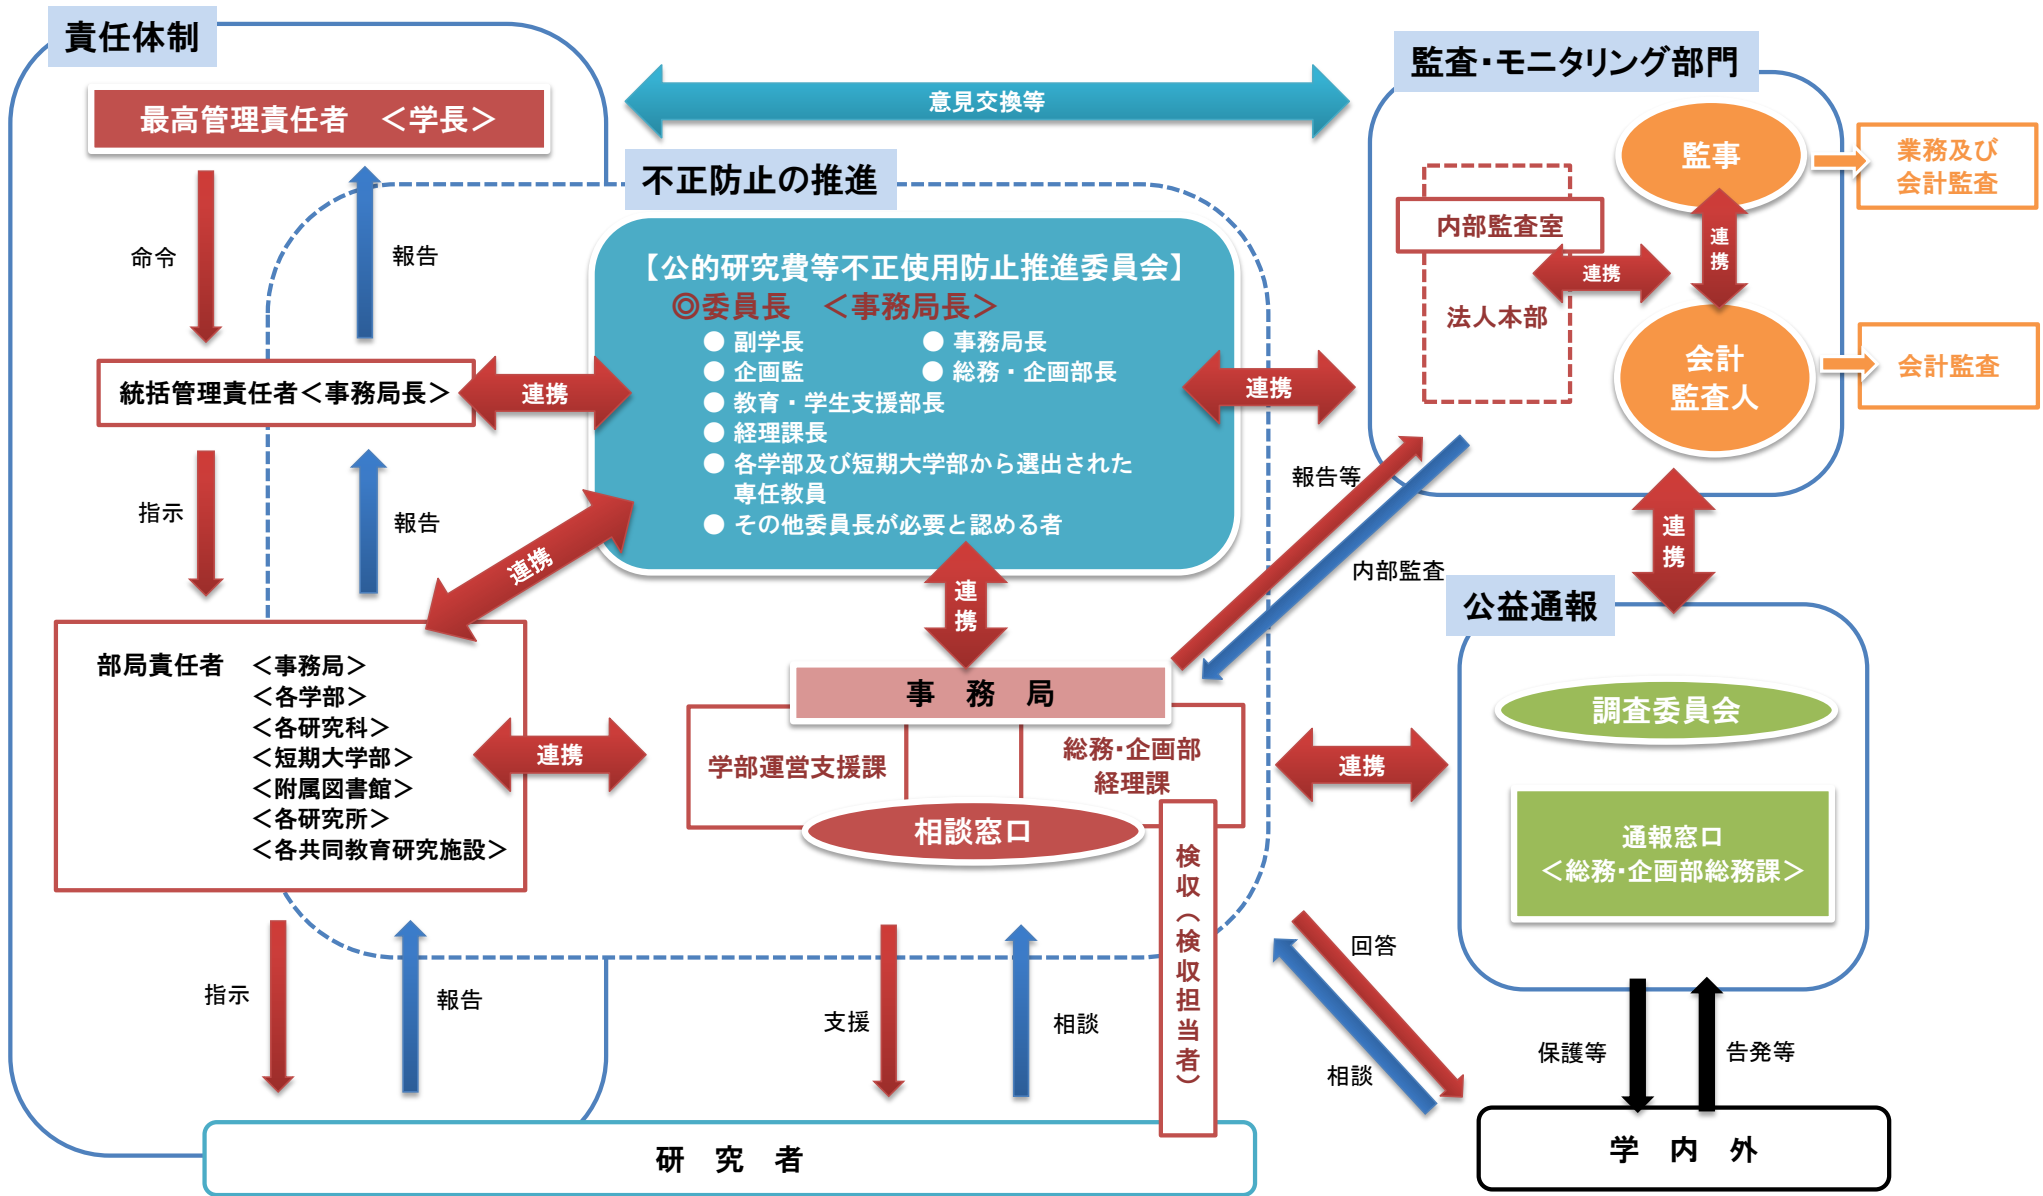 責任体制
最高管理責任者　＜学長＞
命令
報告
統括管理責任者＜事務局長＞
連携
指示
報告
連携
部局責任者　＜事務局＞
＜各学部＞
＜各研究科＞
＜短期大学部＞
＜附属図書館＞
＜各研究所＞
＜各共同教育研究施設＞
連携
指示
報告
意見交換等
不正防止の推進
【公的研究費等不正使用防止推進委員会】
◎委員長　＜事務局長＞
● 副学長　● 事務局長
● 企画監　● 総務・企画部長
● 教育・学生支援部長
● 経理課長
● 各学部及び短期大学部から選出された
専任教員
● その他委員長が必要と認める者
連携
連携
事　務　局
学部運営支援課
総務・企画部
経理課
相談窓口
検収（検収担当者）
支援
相談
研　究　者
監査・モニタリング部門
監事
業務及び
会計監査
内部監査室
連携
連携
法人本部
会計
監査人
会計監査
報告等
内部監査
連携
公益通報
調査委員会
連携
通報窓口
＜総務・企画部総務課＞
回答
相談
保護等
告発等
学　内　外